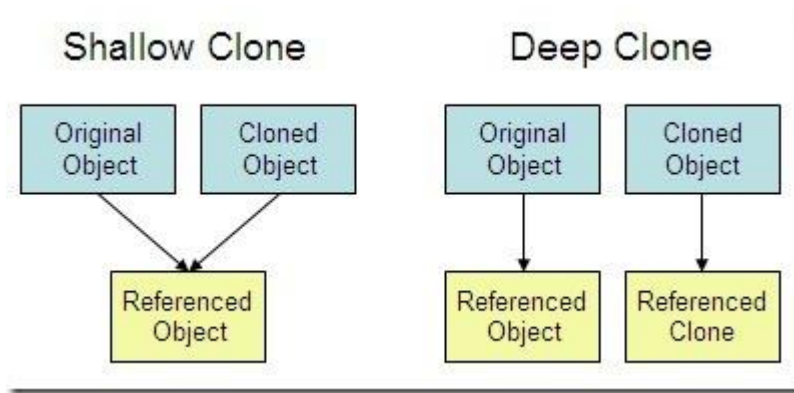 Shallow Clone
Deep Clone
Original
Object
Cloned
Object
Referenced
Object
Original
Object
Cloned
Object
Referenced
Object
Referenced
Clone